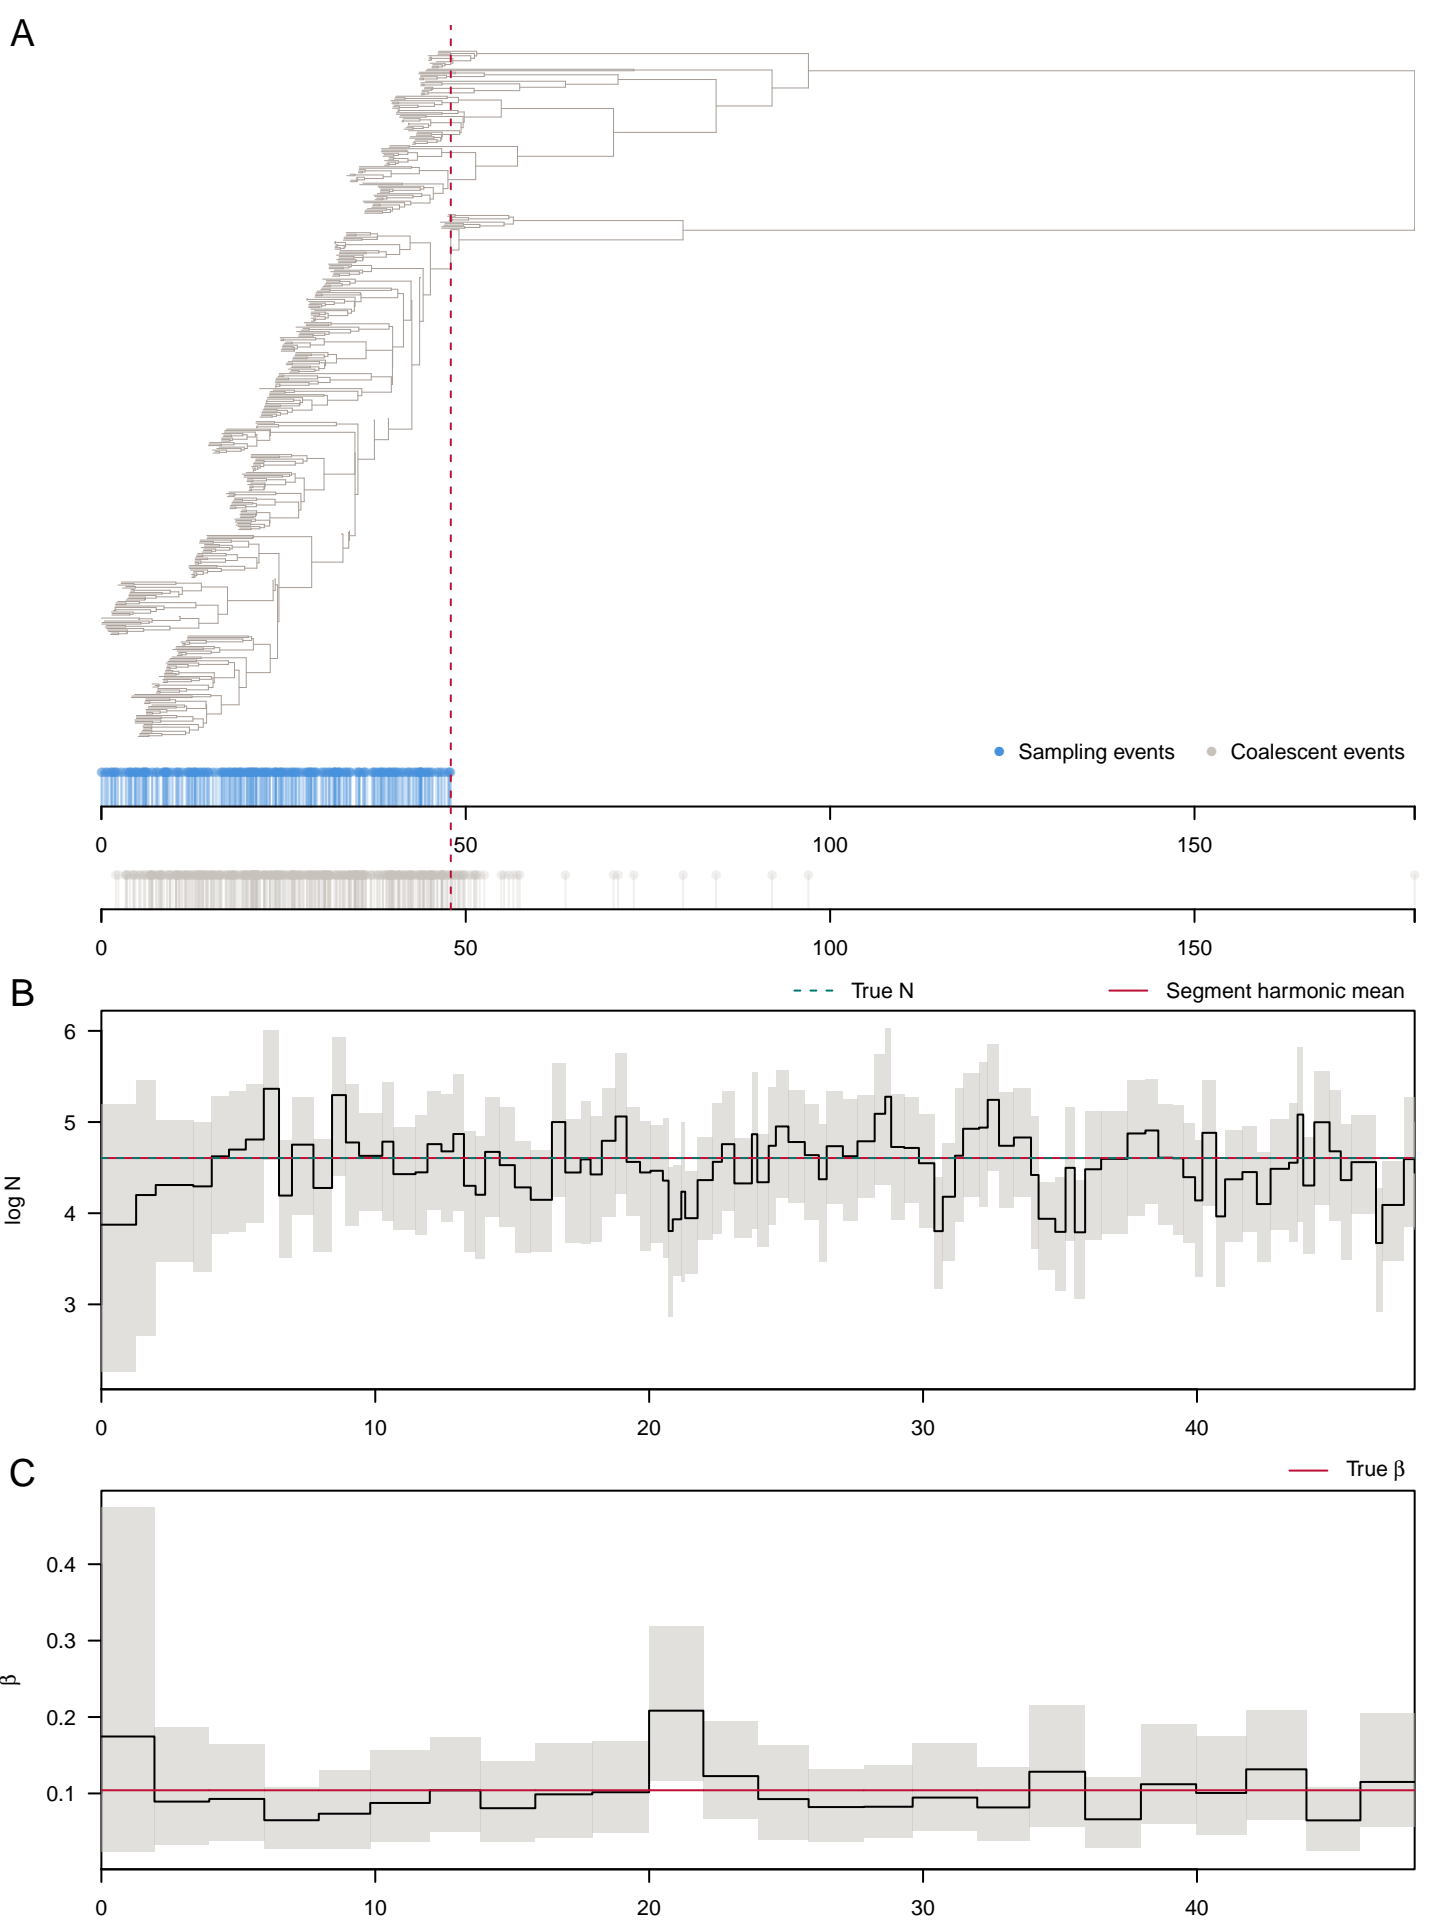 A
Sampling events Coalescent events
0 50 100 150
0 50 100 150
B
True N Segment harmonic mean
6
5
4
3
log N
0 10 20 30 40
C
True β
0.4
0.3
0.2
0.1
β
0 10 20 30 40